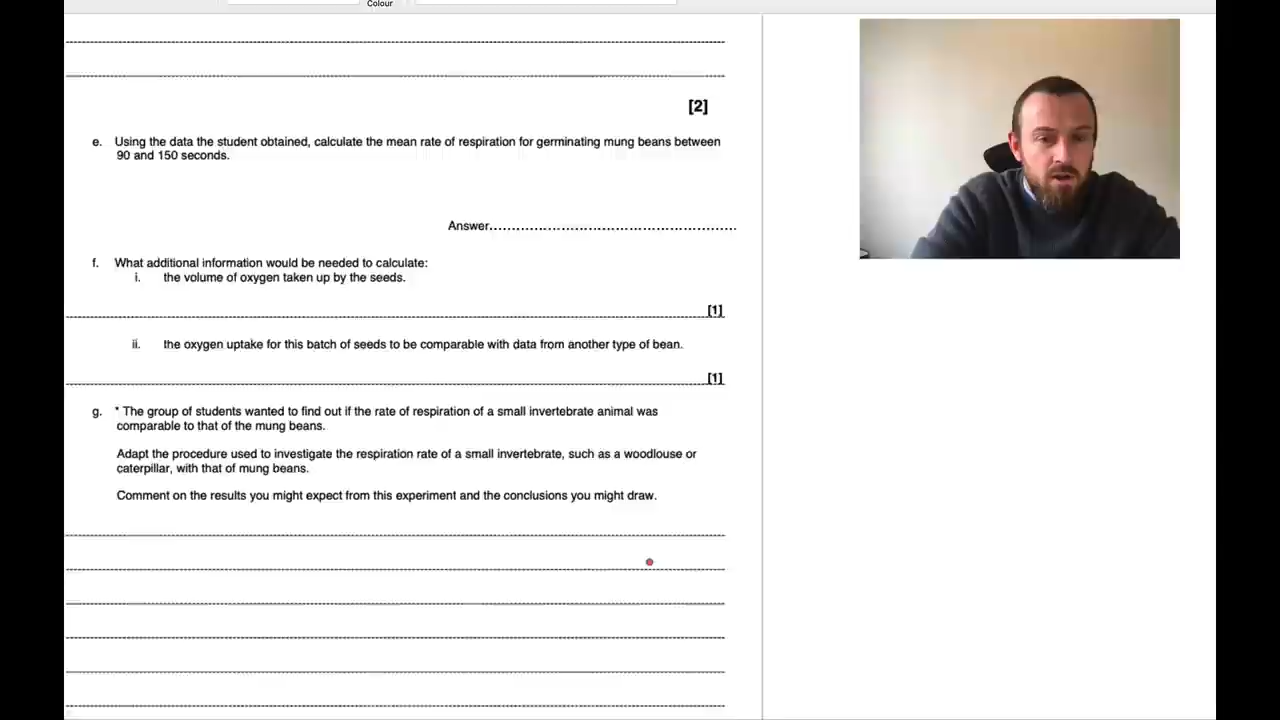 Colour
[2]
e. Using the data the student obtained, calculate the mean rate of respiration for germinating mung beans between
90 and 150 seconds.
Answer......................................................
f. What additional information would be needed to calculate:
i. the volume of oxygen taken up by the seeds.
[1]
ii. the oxygen uptake for this batch of seeds to be comparable with data from another type of bean.
[1]
g. * The group of students wanted to find out if the rate of respiration of a small invertebrate animal was
comparable to that of the mung beans.
Adapt the procedure used to investigate the respiration rate of a small invertebrate, such as a woodlouse or
caterpillar, with that of mung beans.
Comment on the results you might expect from this experiment and the conclusions you might draw.